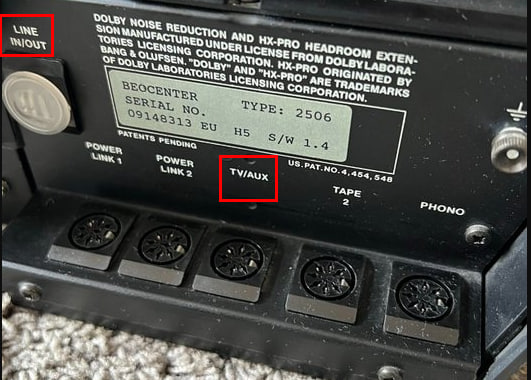 LINE
IN/OUT
DOLBY NOISE REDUCTION AND HX-PRO HEADROOM EXTEN-
SION MANUFACTURED UNDER LICENSE FROM DOLBY LABORA-
TORIES LICENSING CORPORATION. HX-PRO ORIGINATED BY
BANG & OLUFSEN. "DOLBY" AND "HX-PRO" ARE TRADEMARKS
OF DOLBY LABORATORIES LICENSING CORPORATION.
BEOCENTER TYPE: 2506
SERIAL NO.
09148313 EU H5 S/W 1.4
PATENTS PENDING
US.PAT.NO. 4,454,548
POWER
LINK 1
POWER
LINK 2
TV/AUX
TAPE
2
PHONO